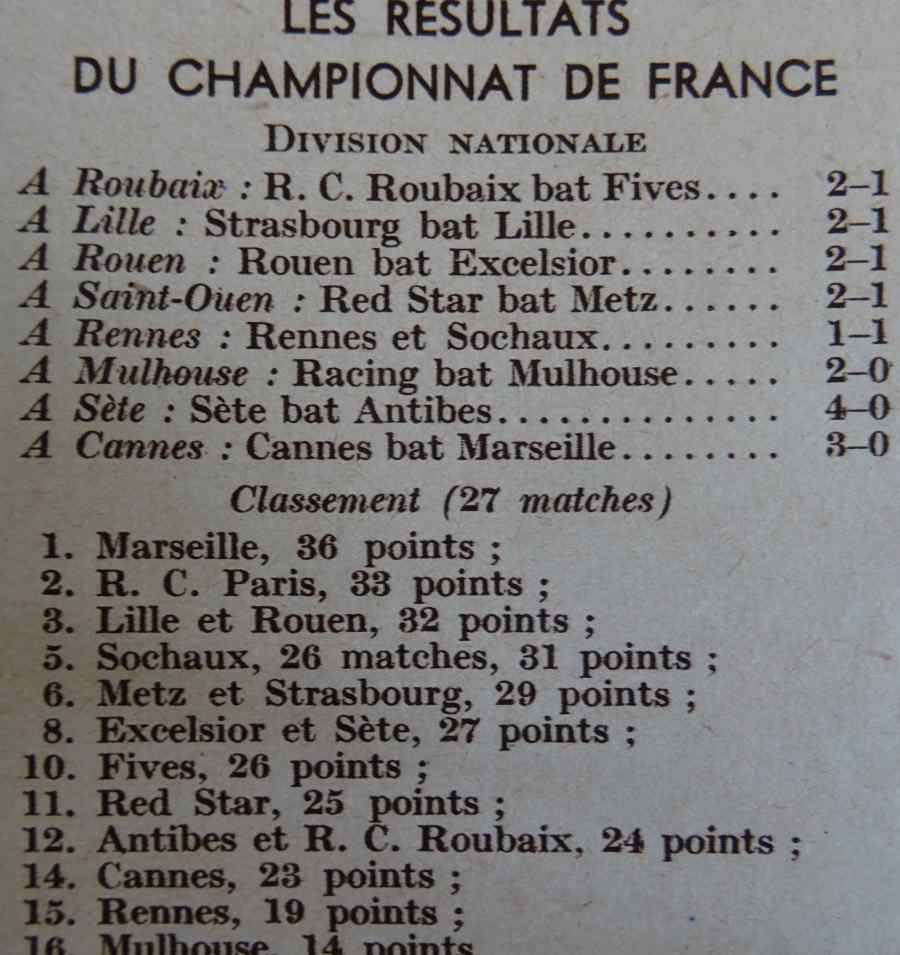 LES RÉSULTATS
DU CHAMPIONNAT DE FRANCE
DIVISION NATIONALE
A Roubaix : R. C. Roubaix bat Fives.... 2–1
A Lille : Strasbourg bat Lille.......... 2–1
A Rouen : Rouen bat Excelsior........ 2–1
A Saint-Ouen : Red Star bat Metz...... 2–1
A Rennes : Rennes et Sochaux......... 1–1
A Mulhouse : Racing bat Mulhouse..... 2–0
A Sète : Sète bat Antibes.............. 4–0
A Cannes : Cannes bat Marseille........ 3–0
Classement (27 matches)
1. Marseille, 36 points ;
2. R. C. Paris, 33 points ;
3. Lille et Rouen, 32 points ;
5. Sochaux, 26 matches, 31 points ;
6. Metz et Strasbourg, 29 points ;
8. Excelsior et Sète, 27 points ;
10. Fives, 26 points ;
11. Red Star, 25 points ;
12. Antibes et R. C. Roubaix, 24 points ;
14. Cannes, 23 points ;
15. Rennes, 19 points ;
16. Mulhouse, 14 points